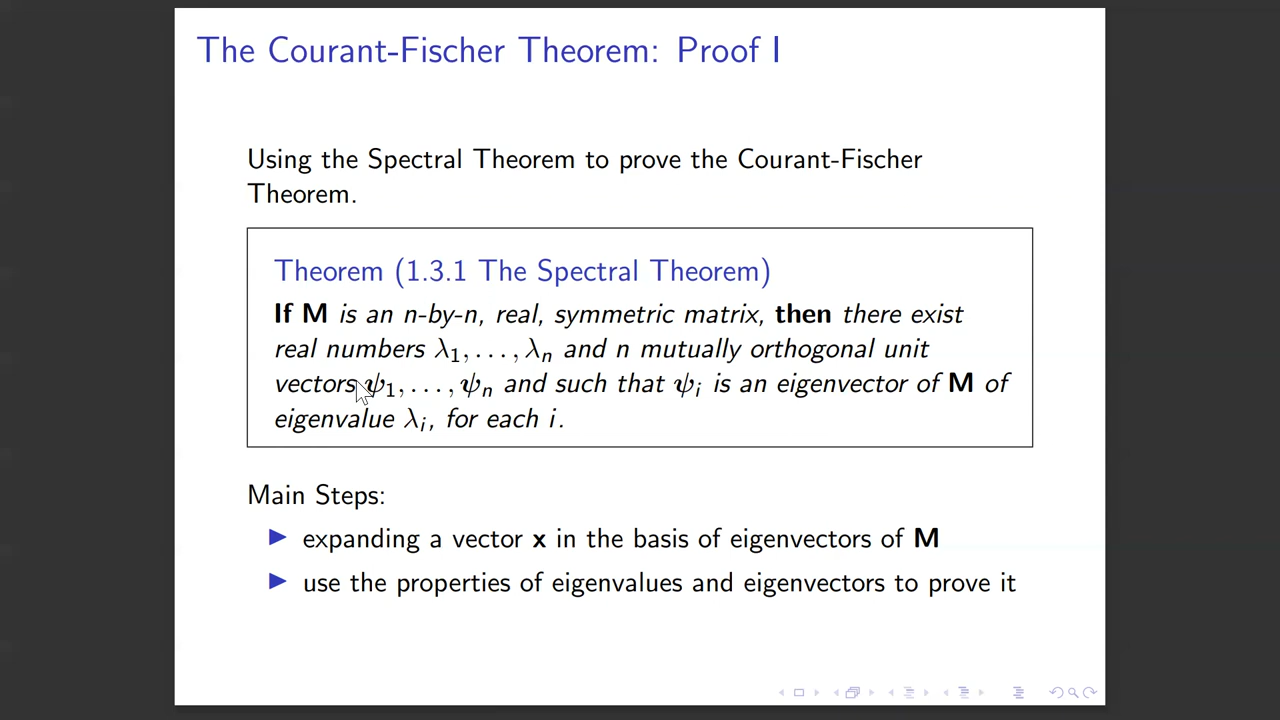 The Courant-Fischer Theorem: Proof I
Using the Spectral Theorem to prove the Courant-Fischer
Theorem.
Theorem (1.3.1 The Spectral Theorem)
If M is an n-by-n, real, symmetric matrix, then there exist
real numbers λ₁, . . . , λₙ and n mutually orthogonal unit
vectors ψ₁, . . . , ψₙ and such that ψᵢ is an eigenvector of M of
eigenvalue λᵢ, for each i.
Main Steps:
▶ expanding a vector x in the basis of eigenvectors of M
▶ use the properties of eigenvalues and eigenvectors to prove it